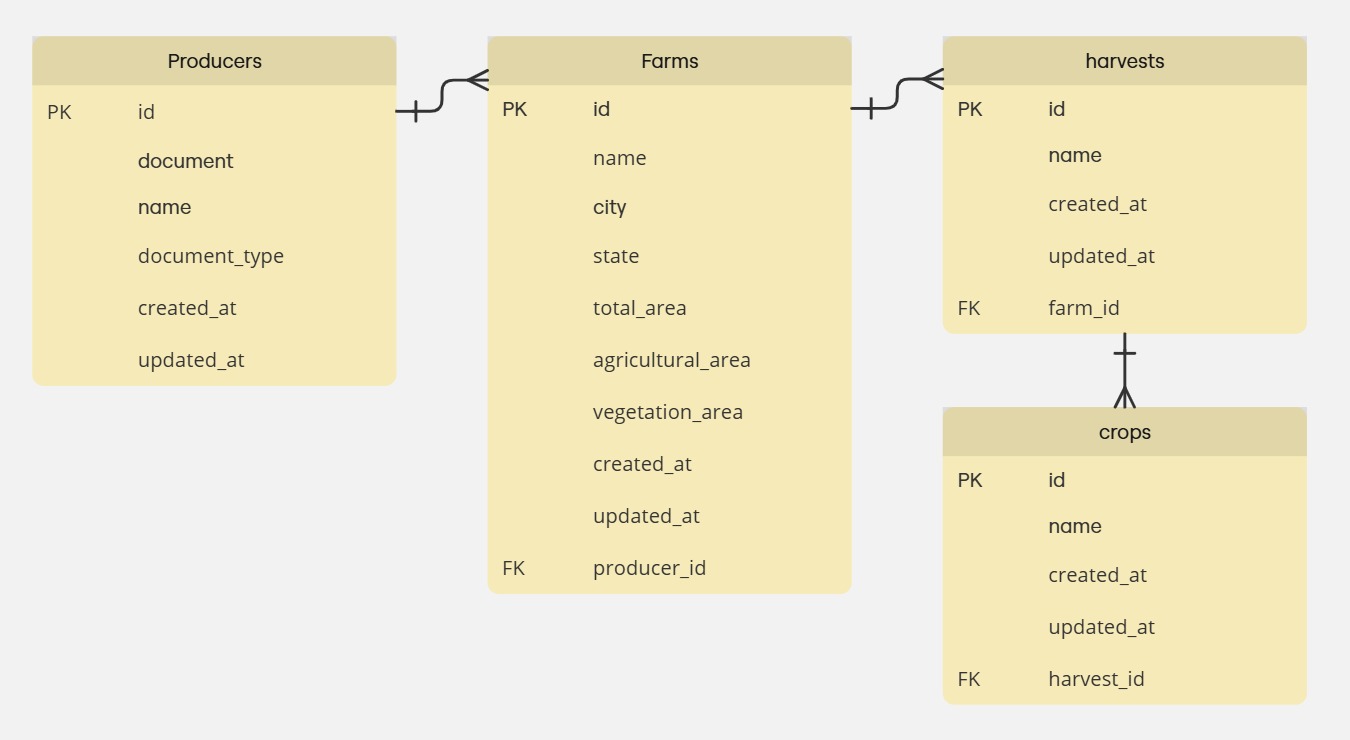 Producers
PK id
document
name
document_type
created_at
updated_at
Farms
PK id
name
city
state
total_area
agricultural_area
vegetation_area
created_at
updated_at
FK producer_id
harvests
PK id
name
created_at
updated_at
FK farm_id
crops
PK id
name
created_at
updated_at
FK harvest_id